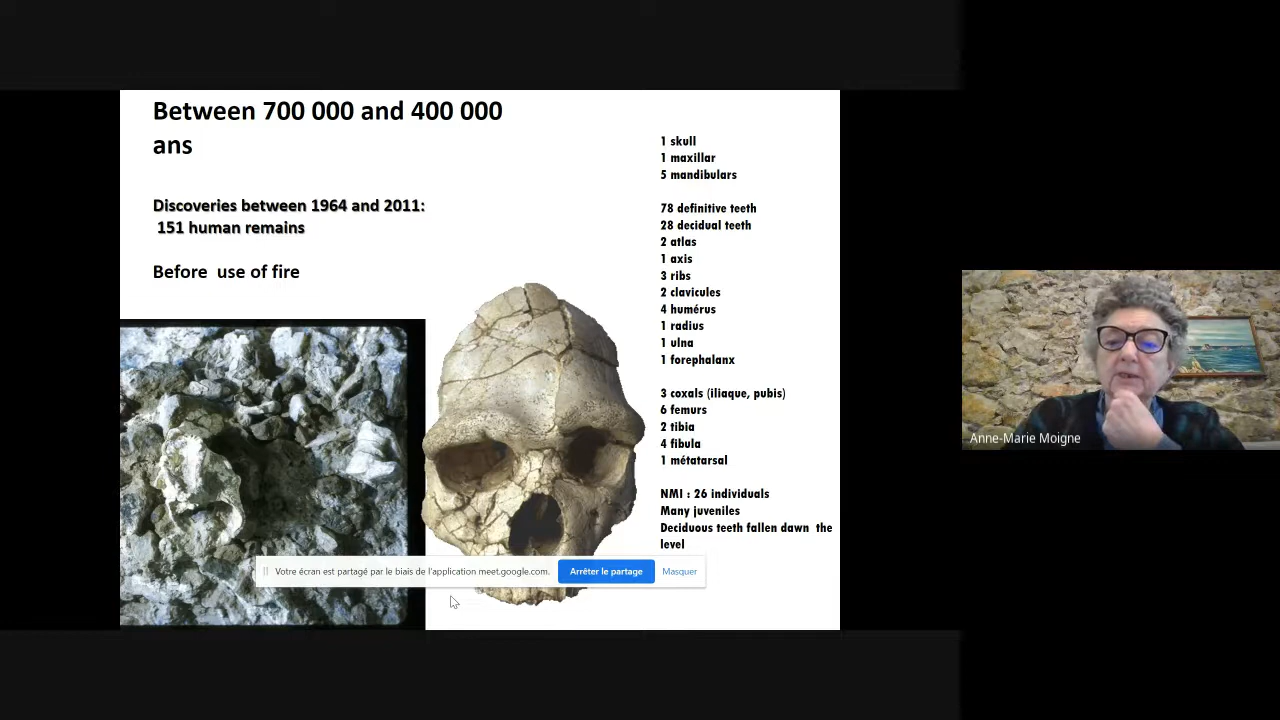 Between 700 000 and 400 000
ans
Discoveries between 1964 and 2011:
151 human remains
Before use of fire
1 skull
1 maxillar
5 mandibulars
78 definitive teeth
28 decidual teeth
2 atlas
1 axis
3 ribs
2 clavicules
4 humérus
1 radius
1 ulna
1 forephalanx
3 coxals (iliaque, pubis)
6 femurs
2 tibia
4 fibula
1 métatarsal
NMI : 26 individuals
Many juveniles
Deciduous teeth fallen dawn the
level
Votre écran est partagé par le biais de l'application meet.google.com.
Arrêter le partage
Masquer
Anne-Marie Moigne